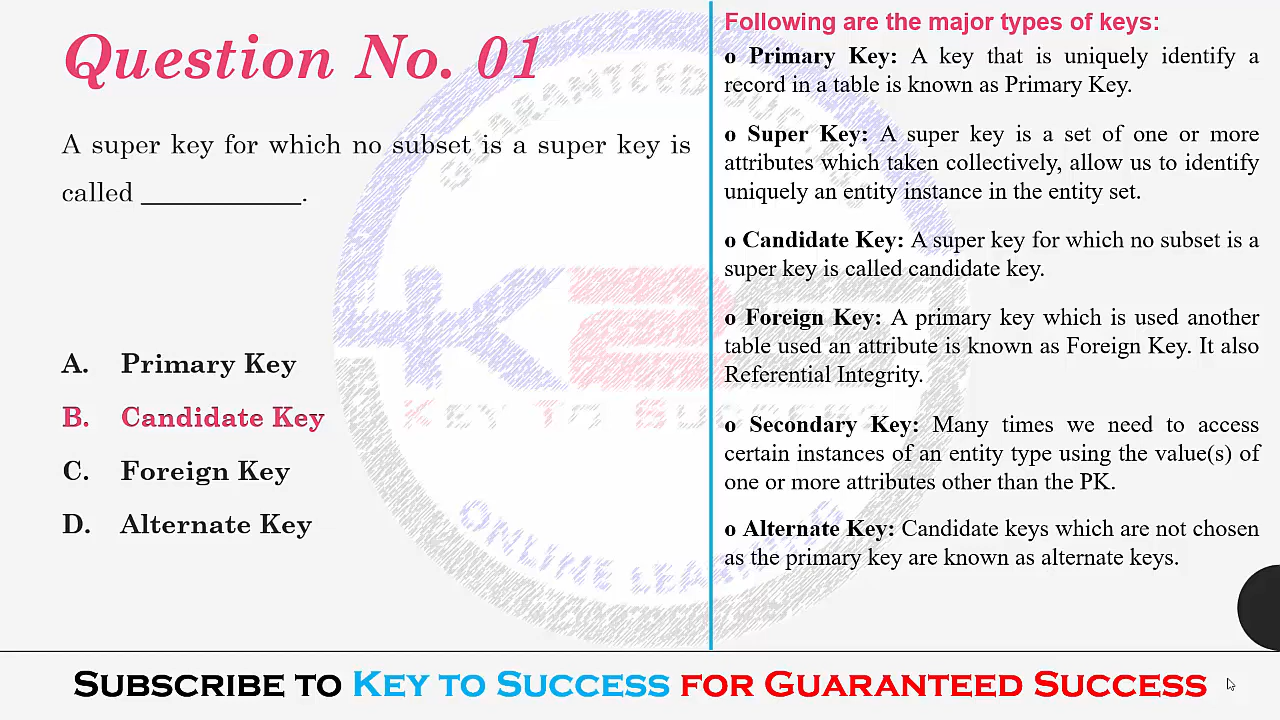 Question No. 01
A super key for which no subset is a super key is
called ___________.
A. Primary Key
B. Candidate Key
C. Foreign Key
D. Alternate Key
Following are the major types of keys:
o Primary Key: A key that is uniquely identify a
record in a table is known as Primary Key.
o Super Key: A super key is a set of one or more
attributes which taken collectively, allow us to identify
uniquely an entity instance in the entity set.
o Candidate Key: A super key for which no subset is a
super key is called candidate key.
o Foreign Key: A primary key which is used another
table used an attribute is known as Foreign Key. It also
Referential Integrity.
o Secondary Key: Many times we need to access
certain instances of an entity type using the value(s) of
one or more attributes other than the PK.
o Alternate Key: Candidate keys which are not chosen
as the primary key are known as alternate keys.
GUARANTEED SUCCESS
K2S
KEY TO SUCCESS
SUBSCRIBE TO KEY TO SUCCESS FOR GUARANTEED SUCCESS